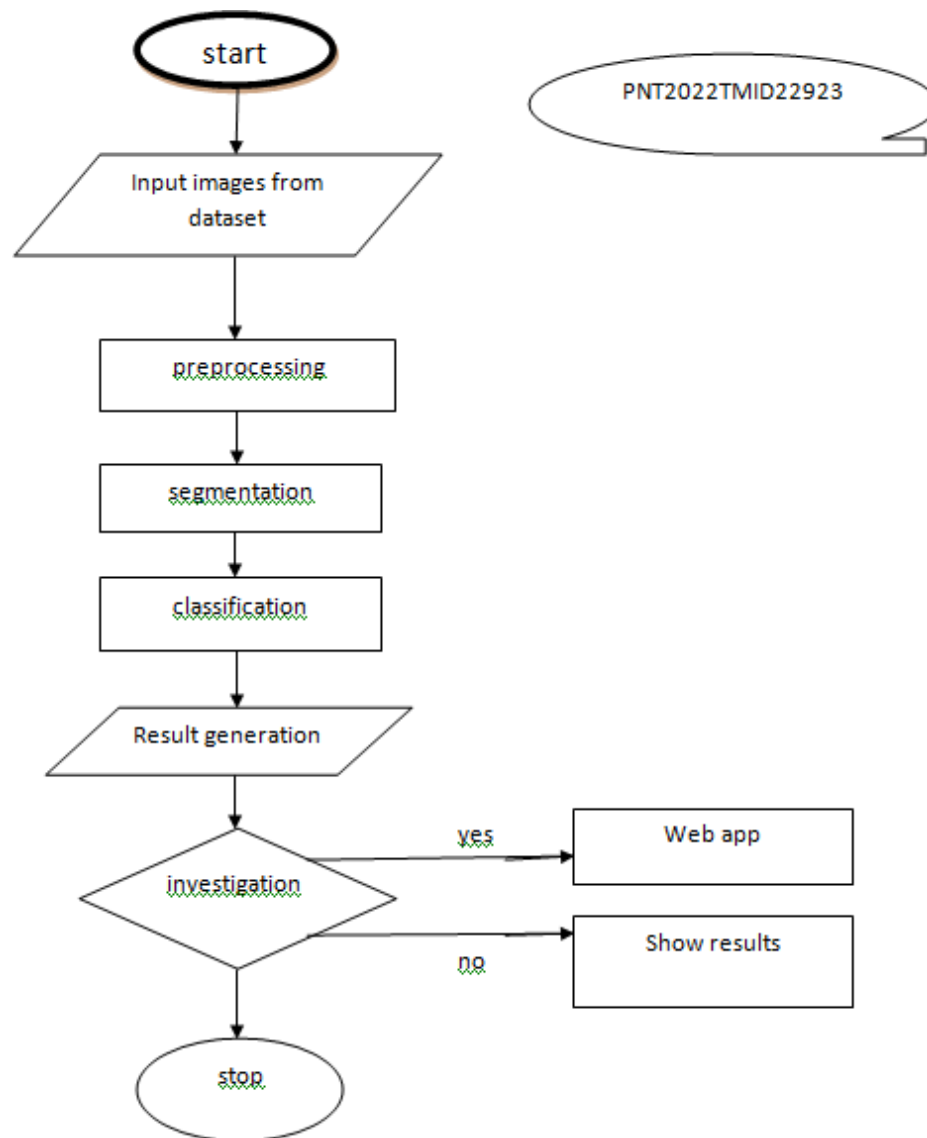 start
PNT2022TMID22923
Input images from
dataset
preprocessing
segmentation
classification
Result generation
investigation
yes
Web app
no
Show results
stop